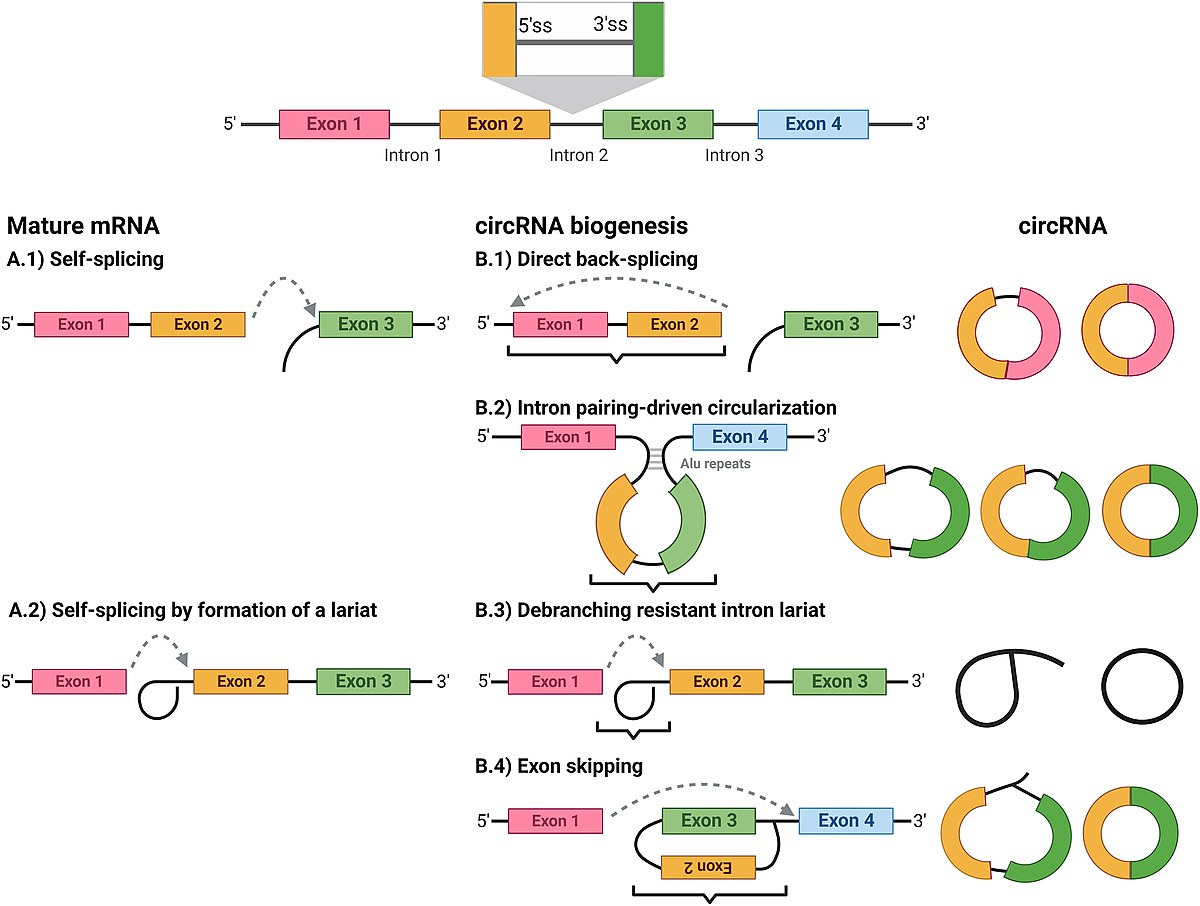 5'ss 3'ss
5' Exon 1 Exon 2 Exon 3 Exon 4 3'
Intron 1 Intron 2 Intron 3
Mature mRNA
circRNA biogenesis
circRNA
A.1) Self-splicing
5' Exon 1 Exon 2 Exon 3 3'
B.1) Direct back-splicing
5' Exon 1 Exon 2 Exon 3 3'
B.2) Intron pairing-driven circularization
5' Exon 1 Exon 4 3'
Alu repeats
A.2) Self-splicing by formation of a lariat
5' Exon 1 Exon 2 Exon 3 3'
B.3) Debranching resistant intron lariat
5' Exon 1 Exon 2 Exon 3 3'
B.4) Exon skipping
5' Exon 1 Exon 3 Exon 4 3'
Exon 2